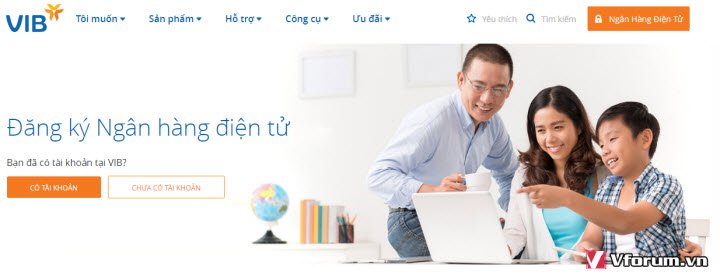 VIB
Tôi muốn
Sản phẩm
Hỗ trợ
Công cụ
Ưu đãi
Yêu thích
Tìm kiếm
Ngân Hàng Điện Tử
Đăng ký Ngân hàng điện tử
Bạn đã có tài khoản tại VIB?
CÓ TÀI KHOẢN
CHƯA CÓ TÀI KHOẢN
Vforum.vn